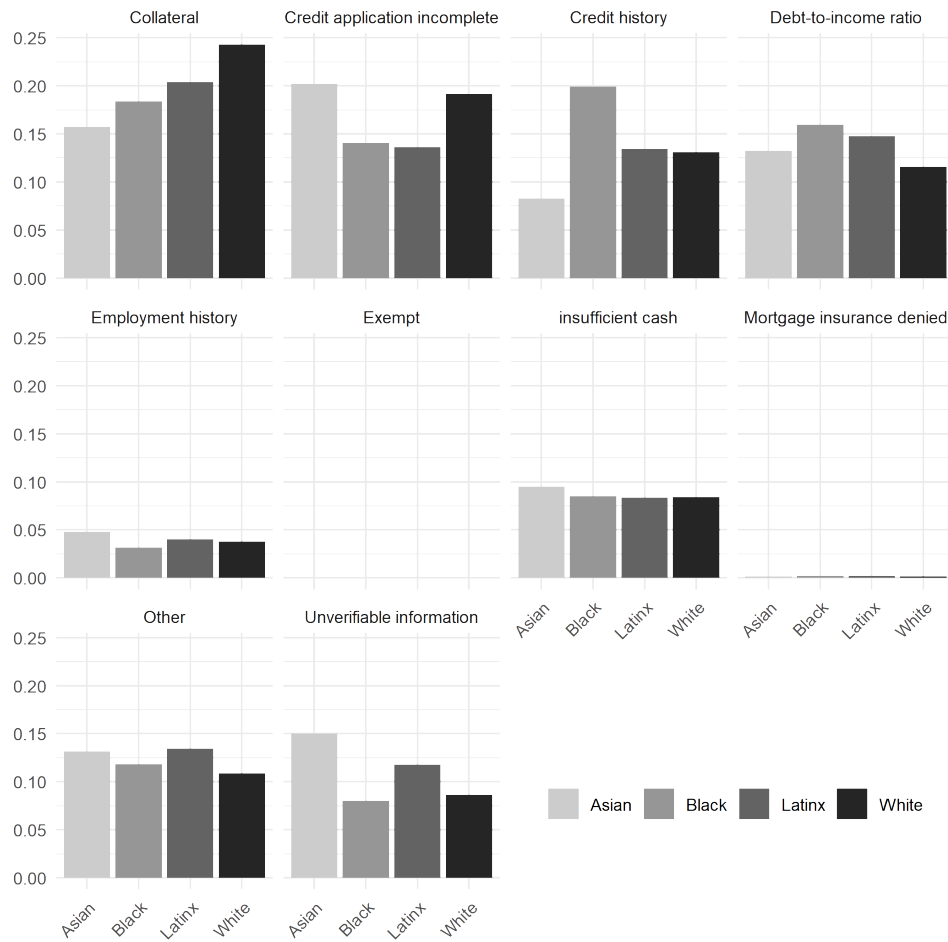 Collateral
Credit application incomplete
Credit history
Debt-to-income ratio
0.25
0.20
0.15
0.10
0.05
0.00
Employment history
Exempt
insufficient cash
Mortgage insurance denied
0.25
0.20
0.15
0.10
0.05
0.00
Asian
Black
Latinx
White
Asian
Black
Latinx
White
Other
Unverifiable information
0.25
0.20
0.15
0.10
0.05
0.00
Asian
Black
Latinx
White
Asian
Black
Latinx
White
Asian
Black
Latinx
White